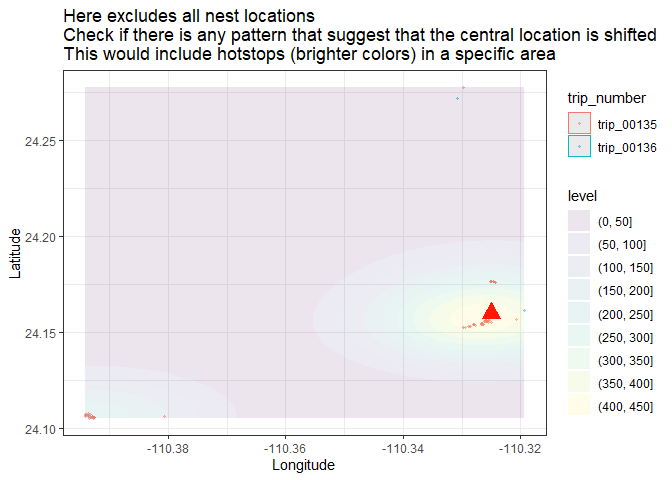 Here excludes all nest locations
Check if there is any pattern that suggest that the central location is shifted
This would include hotstops (brighter colors) in a specific area
24.25
24.20
24.15
24.10
Latitude
-110.38
-110.36
-110.34
-110.32
Longitude
trip_number
trip_00135
trip_00136
level
(0, 50]
(50, 100]
(100, 150]
(150, 200]
(200, 250]
(250, 300]
(300, 350]
(350, 400]
(400, 450]